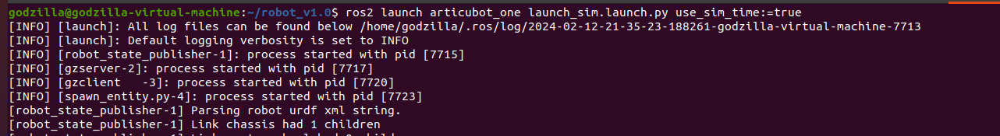 godzilla@godzilla-virtual-machine:~/robot_v1.0$ ros2 launch articubot_one launch_sim.launch.py use_sim_time:=true
[INFO] [launch]: All log files can be found below /home/godzilla/.ros/log/2024-02-12-21-35-23-188261-godzilla-virtual-machine-7713
[INFO] [launch]: Default logging verbosity is set to INFO
[INFO] [robot_state_publisher-1]: process started with pid [7715]
[INFO] [gzserver-2]: process started with pid [7717]
[INFO] [gzclient   -3]: process started with pid [7720]
[INFO] [spawn_entity.py-4]: process started with pid [7723]
[robot_state_publisher-1] Parsing robot urdf xml string.
[robot_state_publisher-1] Link chassis had 1 children